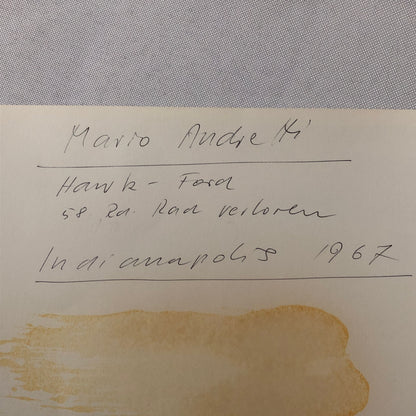 Mario Andretti
Hawk - Ford
58. Rd. Rad verloren
Indianapolis 1967